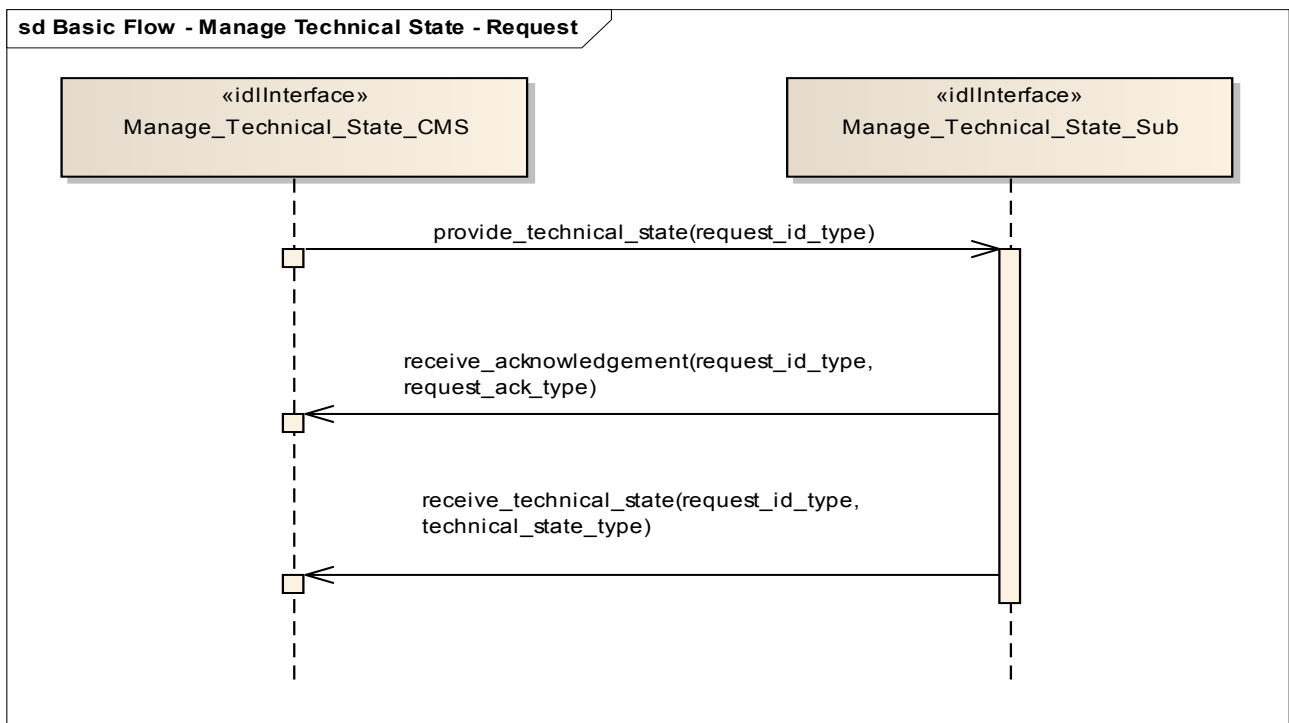 sd Basic Flow - Manage Technical State - Request
«idlInterface»
Manage_Technical_State_CMS
«idlInterface»
Manage_Technical_State_Sub
provide_technical_state(request_id_type)
receive_acknowledgement(request_id_type,
request_ack_type)
receive_technical_state(request_id_type,
technical_state_type)